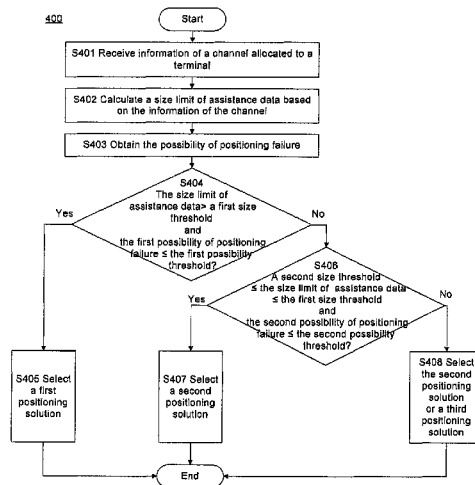 400
Start
S401 Receive information of a channel allocated to a
terminal
S402 Calculate a size limit of assistance data based
on the information of the channel
S403 Obtain the possibility of positioning failure
S404
The size limit of
assistance data> a first size
threshold
and
the first possibility of positioning
failure ≤ the first possibility
threshold?
Yes
No
S406
A second size threshold
≤ the size limit of assistance data
≤ the first size threshold
and
the second possibility of positioning
failure ≤ the second possibility
threshold?
Yes
No
S405 Select
a first
positioning
solution
S407 Select
a second
positioning
solution
S408 Select
the second
positioning
solution
or a third
positioning
solution
End